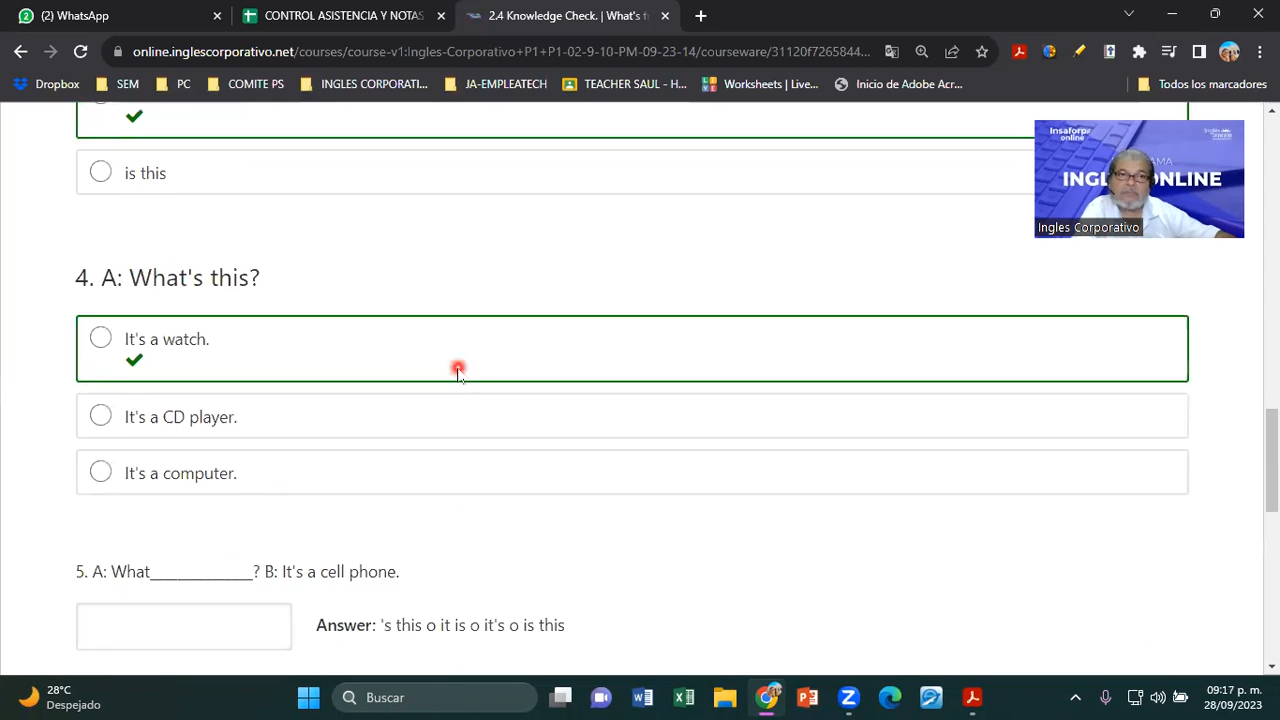 (2) WhatsApp
CONTROL ASISTENCIA Y NOTAS
2.4 Knowledge Check. | What's t
online.inglescorporativo.net/courses/course-v1:Ingles-Corporativo+P1+P1-02-9-10-PM-09-23-14/courseware/31120f7265844...
Dropbox
SEM
PC
COMITE PS
INGLES CORPORATI...
JA-EMPLEATECH
TEACHER SAUL - H...
Worksheets | Live...
Inicio de Adobe Acr...
Todos los marcadores
is this
Insaforp
online
INGLES ONLINE
Ingles Corporativo
4. A: What's this?
It's a watch.
It's a CD player.
It's a computer.
5. A: What____________? B: It's a cell phone.
Answer: 's this o it is o it's o is this
28°C
Despejado
Buscar
09:17 p. m.
28/09/2023